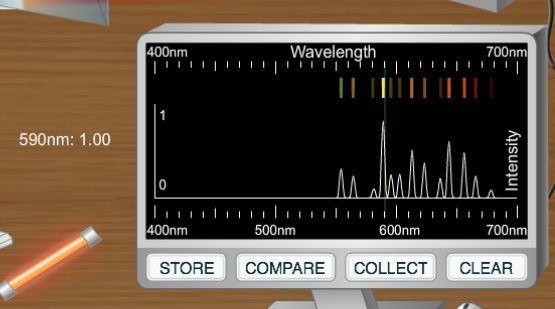 400nm Wavelength 700nm
1
590nm: 1.00
Intensity
0
400nm 500nm 600nm 700nm
STORE COMPARE COLLECT CLEAR